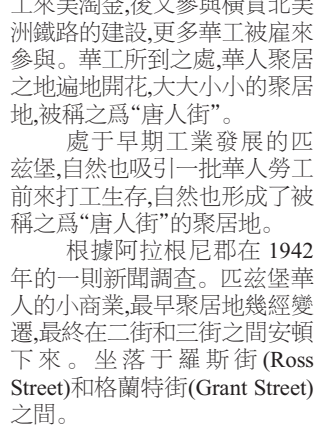 工來美淘金,後又參與橫貫北美
洲鐵路的建設,更多華工被雇來
參與。華工所到之處,華人聚居
之地遍地開花,大大小小的聚居
地,被稱之爲“唐人街”。
處于早期工業發展的匹
兹堡,自然也吸引一批華人勞工
前來打工生存,自然也形成了被
稱之爲“唐人街”的聚居地。
根據阿拉根尼郡在 1942
年的一則新聞調查。匹兹堡華
人的小商業,最早聚居地幾經變
遷,最終在二街和三街之間安頓
下來。坐落于羅斯街(Ross
Street)和格蘭特街(Grant Street)
之間。